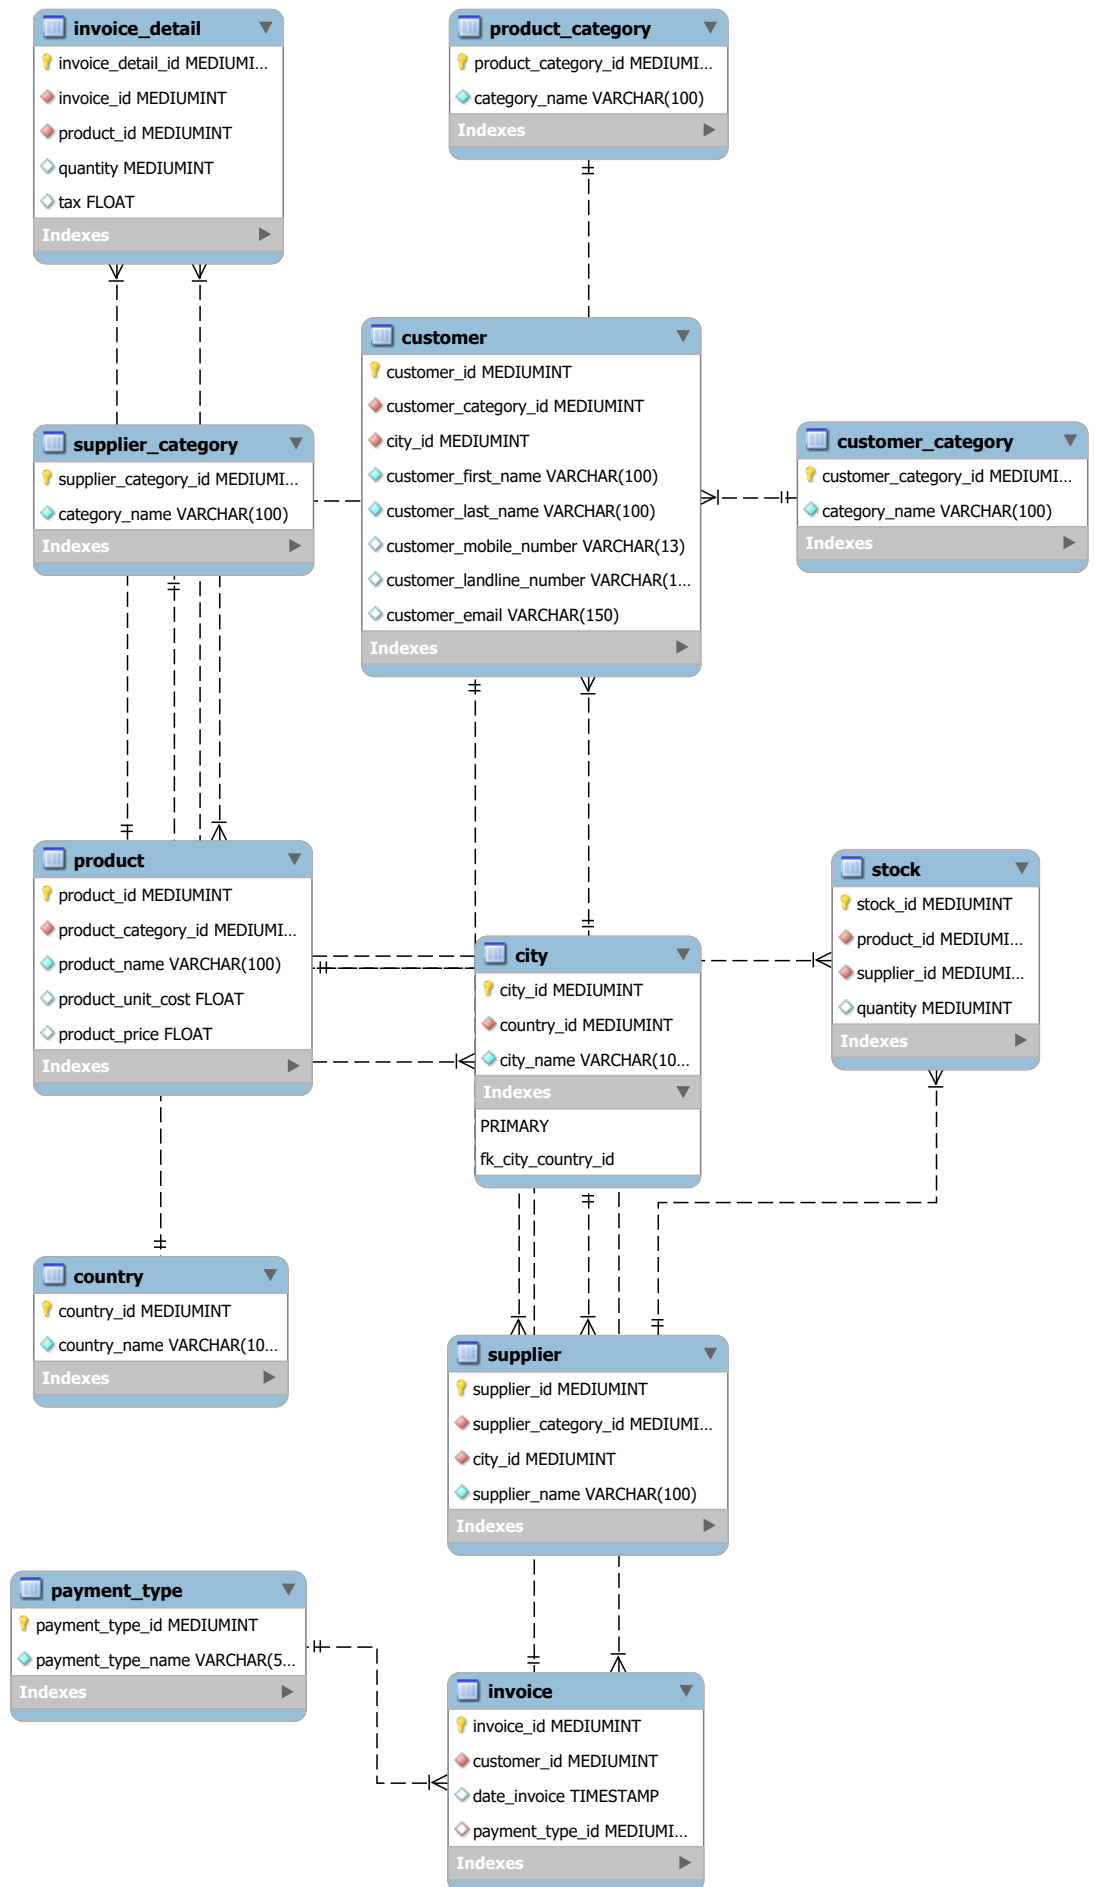 invoice_detail
invoice_detail_id MEDIUMI...
invoice_id MEDIUMINT
product_id MEDIUMINT
quantity MEDIUMINT
tax FLOAT
Indexes
product_category
product_category_id MEDIUMI...
category_name VARCHAR(100)
Indexes
customer
customer_id MEDIUMINT
customer_category_id MEDIUMINT
city_id MEDIUMINT
customer_first_name VARCHAR(100)
customer_last_name VARCHAR(100)
customer_mobile_number VARCHAR(13)
customer_landline_number VARCHAR(1...
customer_email VARCHAR(150)
Indexes
supplier_category
supplier_category_id MEDIUMI...
category_name VARCHAR(100)
Indexes
customer_category
customer_category_id MEDIUM...
category_name VARCHAR(100)
Indexes
product
product_id MEDIUMINT
product_category_id MEDIUMI...
product_name VARCHAR(100)
product_unit_cost FLOAT
product_price FLOAT
Indexes
city
city_id MEDIUMINT
country_id MEDIUMINT
city_name VARCHAR(10...
Indexes
PRIMARY
fk_city_country_id
stock
stock_id MEDIUMINT
product_id MEDIUMI...
supplier_id MEDIUMI...
quantity MEDIUMINT
Indexes
country
country_id MEDIUMINT
country_name VARCHAR(10...
Indexes
supplier
supplier_id MEDIUMINT
supplier_category_id MEDIUMI...
city_id MEDIUMINT
supplier_name VARCHAR(100)
Indexes
payment_type
payment_type_id MEDIUMINT
payment_type_name VARCHAR(5...
Indexes
invoice
invoice_id MEDIUMINT
customer_id MEDIUMINT
date_invoice TIMESTAMP
payment_type_id MEDIUMI...
Indexes